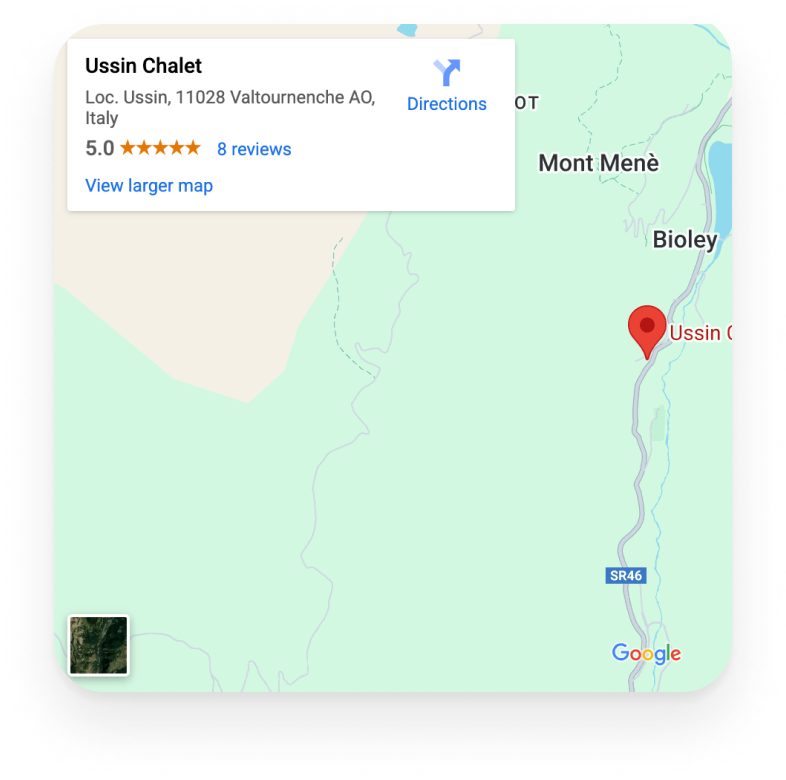 Ussin Chalet
Loc. Ussin, 11028 Valtournenche AO,
Italy
Directions
5.0 8 reviews
View larger map
OT
Mont Menè
Bioley
Ussin C
SR46
Google